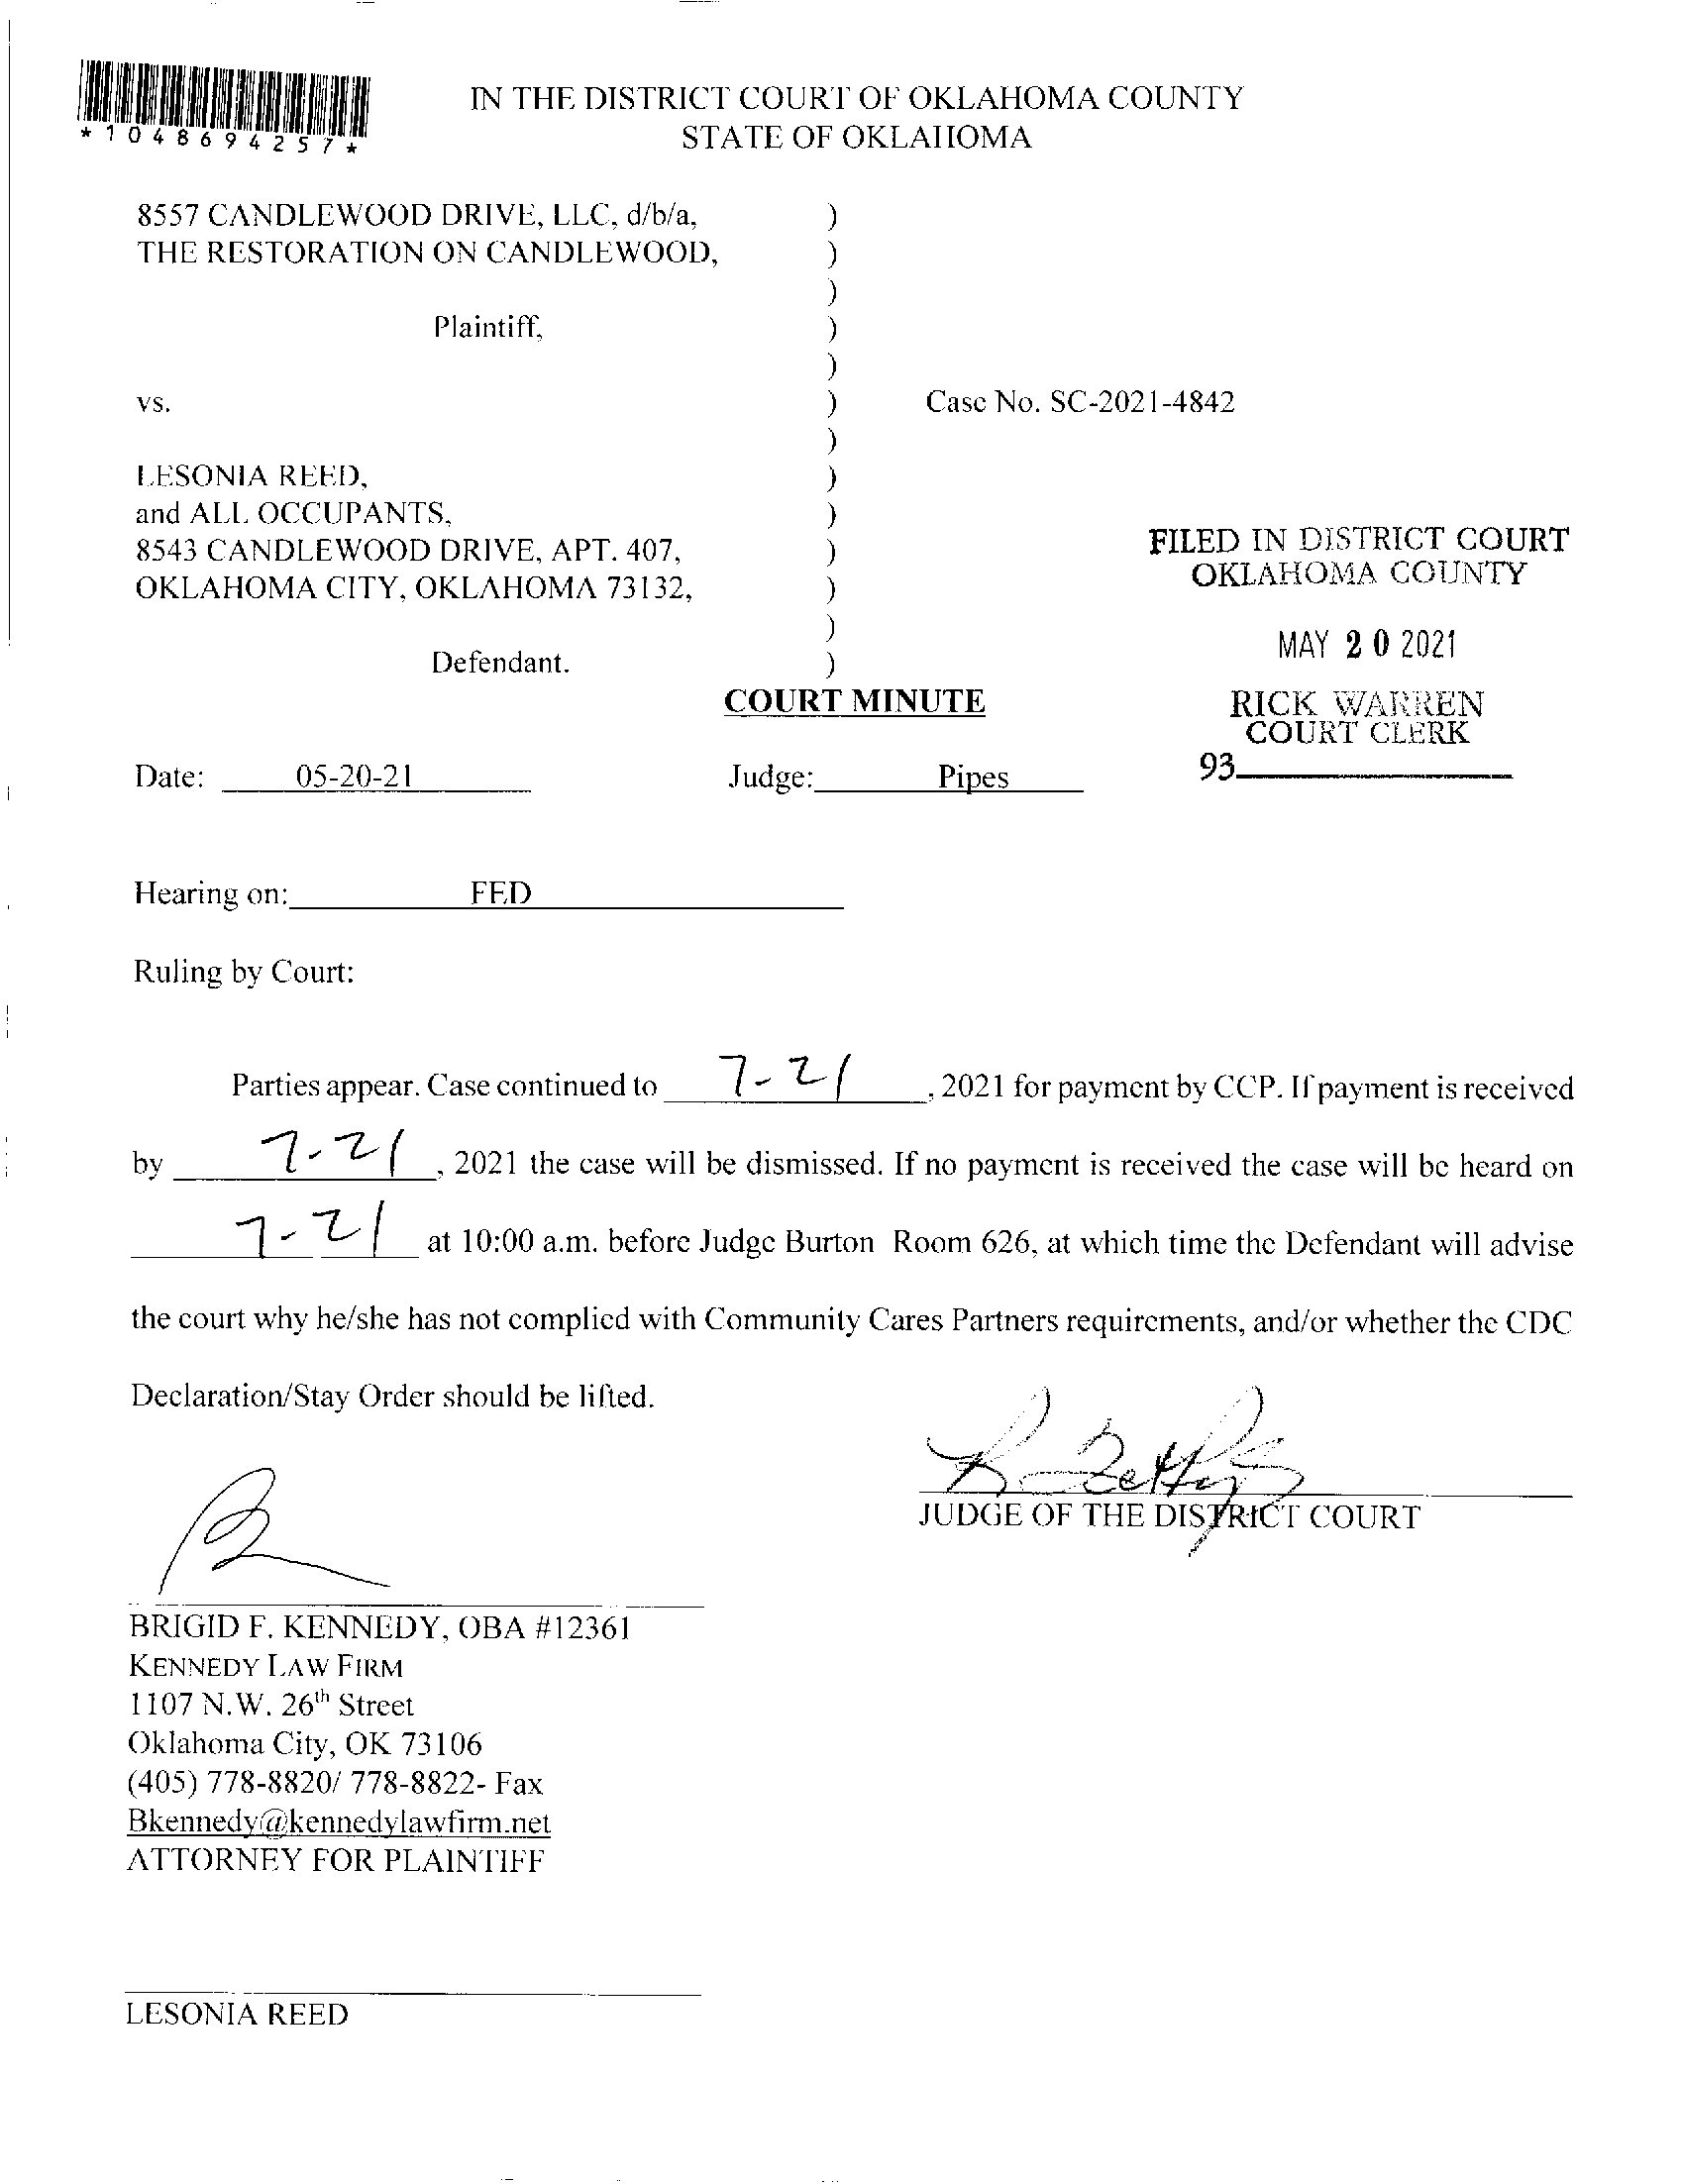 IN THE DISTRICT COURT OF OKLAHOMA COUNTY
STATE OF OKLAHOMA
*1048694257*
8557 CANDLEWOOD DRIVE, LLC, d/b/a, )
THE RESTORATION ON CANDLEWOOD, )
)
Plaintiff, )
)
vs. ) Case No. SC-2021-4842
)
LESONIA REED, )
and ALL OCCUPANTS, )
8543 CANDLEWOOD DRIVE, APT. 407, )
OKLAHOMA CITY, OKLAHOMA 73132, )
)
Defendant. )
FILED IN DISTRICT COURT
OKLAHOMA COUNTY
MAY 20 2021
RICK WARREN
COURT CLERK
93
COURT MINUTE
Date: 05-20-21 Judge: Pipes
Hearing on: FED
Ruling by Court:
Parties appear. Case continued to 7-21, 2021 for payment by CCP. If payment is received
by 7-21, 2021 the case will be dismissed. If no payment is received the case will be heard on
7-21 at 10:00 a.m. before Judge Burton Room 626, at which time the Defendant will advise
the court why he/she has not complied with Community Cares Partners requirements, and/or whether the CDC
Declaration/Stay Order should be lifted.
JUDGE OF THE DISTRICT COURT
BRIGID F. KENNEDY, OBA #12361
KENNEDY LAW FIRM
1107 N.W. 26th Street
Oklahoma City, OK 73106
(405) 778-8820/ 778-8822- Fax
Bkennedy@kennedylawfirm.net
ATTORNEY FOR PLAINTIFF
LESONIA REED